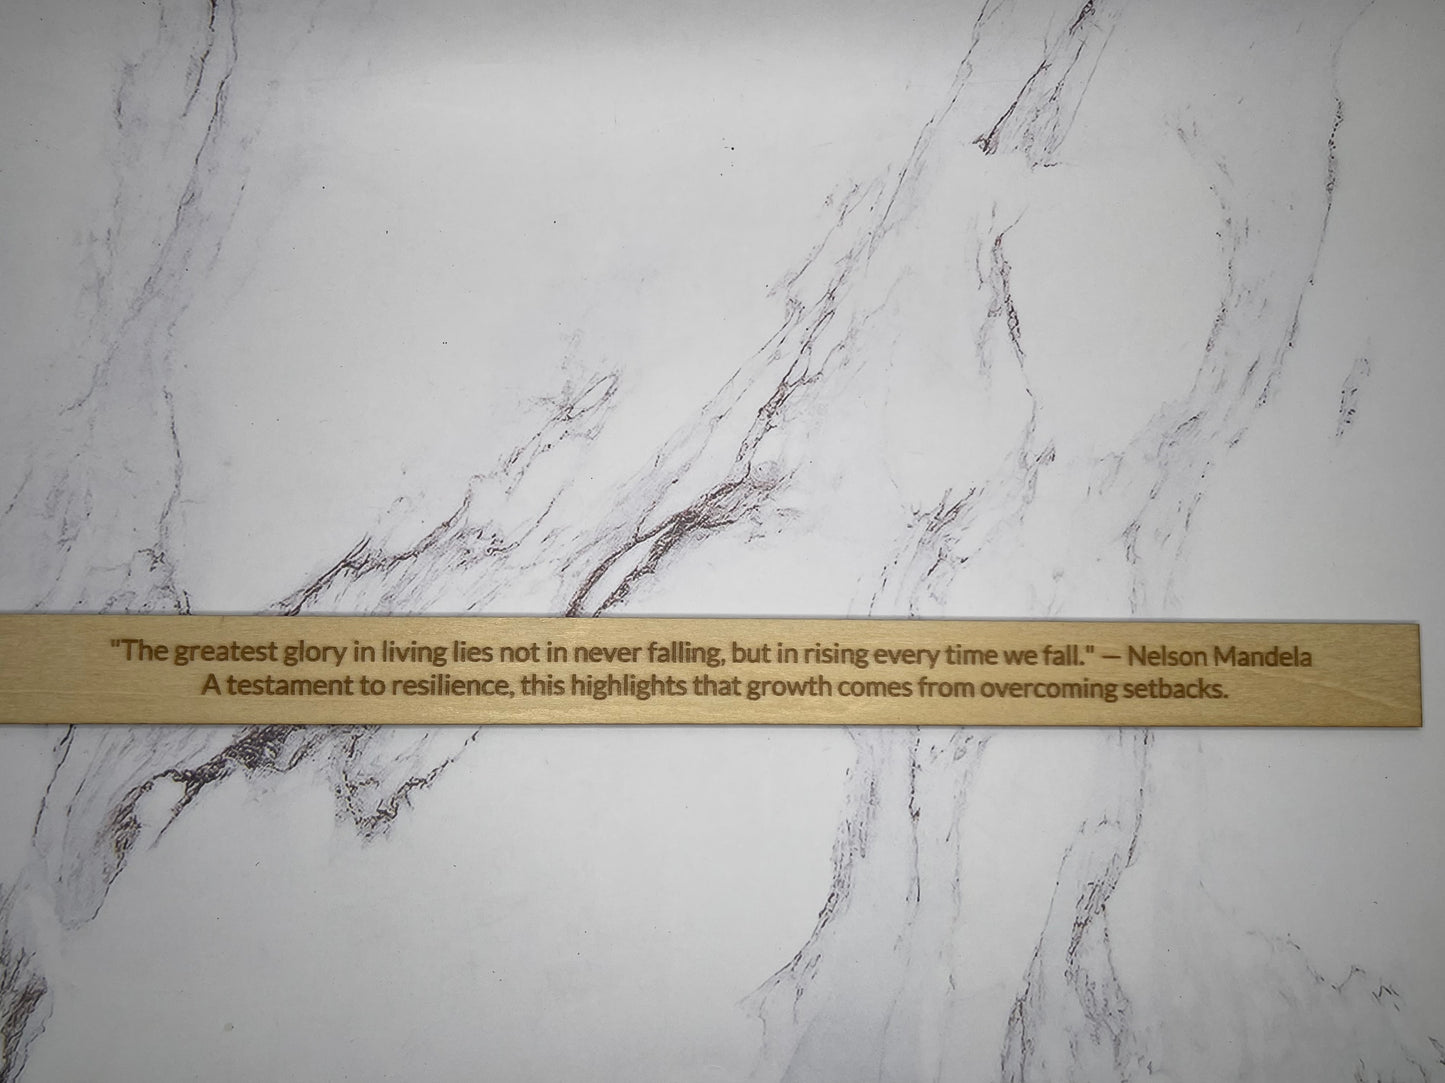 "The greatest glory in living lies not in never falling, but in rising every time we fall." — Nelson Mandela
A testament to resilience, this highlights that growth comes from overcoming setbacks.